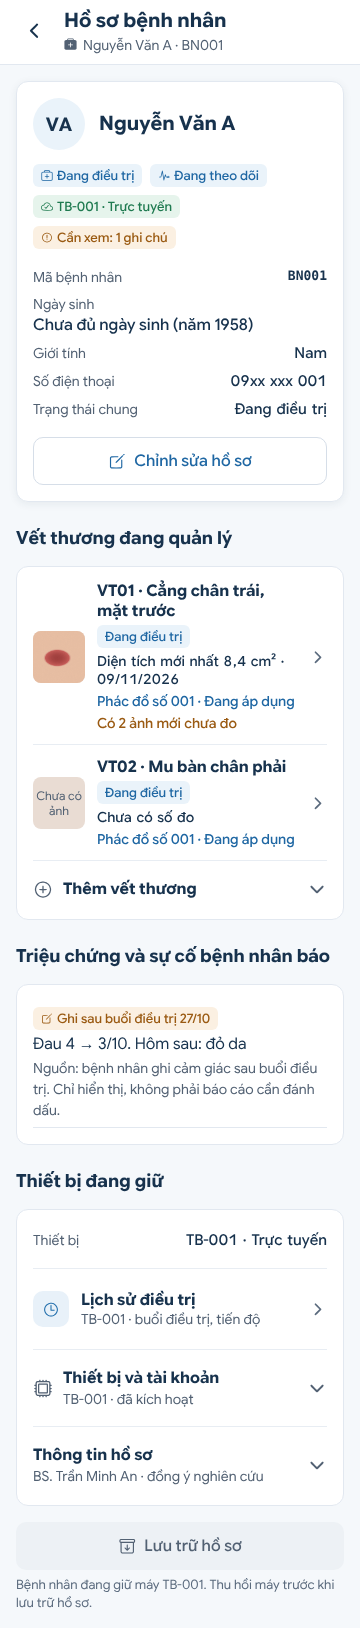 Hồ sơ bệnh nhân
Nguyễn Văn A · BN001
VA
Nguyễn Văn A
Đang điều trị
Đang theo dõi
TB-001 · Trực tuyến
Cần xem: 1 ghi chú
Mã bệnh nhân BN001
Ngày sinh
Chưa đủ ngày sinh (năm 1958)
Giới tính Nam
Số điện thoại 09xx xxx 001
Trạng thái chung Đang điều trị
Chỉnh sửa hồ sơ
Vết thương đang quản lý
VT01 · Cẳng chân trái,
mặt trước
Đang điều trị
Diện tích mới nhất 8,4 cm² ·
09/11/2026
Phác đồ số 001 · Đang áp dụng
Có 2 ảnh mới chưa đo
Chưa có
ảnh
VT02 · Mu bàn chân phải
Đang điều trị
Chưa có số đo
Phác đồ số 001 · Đang áp dụng
Thêm vết thương
Triệu chứng và sự cố bệnh nhân báo
Ghi sau buổi điều trị 27/10
Đau 4 → 3/10. Hôm sau: đỏ da
Nguồn: bệnh nhân ghi cảm giác sau buổi điều
trị. Chỉ hiển thị, không phải báo cáo cần đánh
dấu.
Thiết bị đang giữ
Thiết bị TB-001 · Trực tuyến
Lịch sử điều trị
TB-001 · buổi điều trị, tiến độ
Thiết bị và tài khoản
TB-001 · đã kích hoạt
Thông tin hồ sơ
BS. Trần Minh An · đồng ý nghiên cứu
Lưu trữ hồ sơ
Bệnh nhân đang giữ máy TB-001. Thu hồi máy trước khi
lưu trữ hồ sơ.